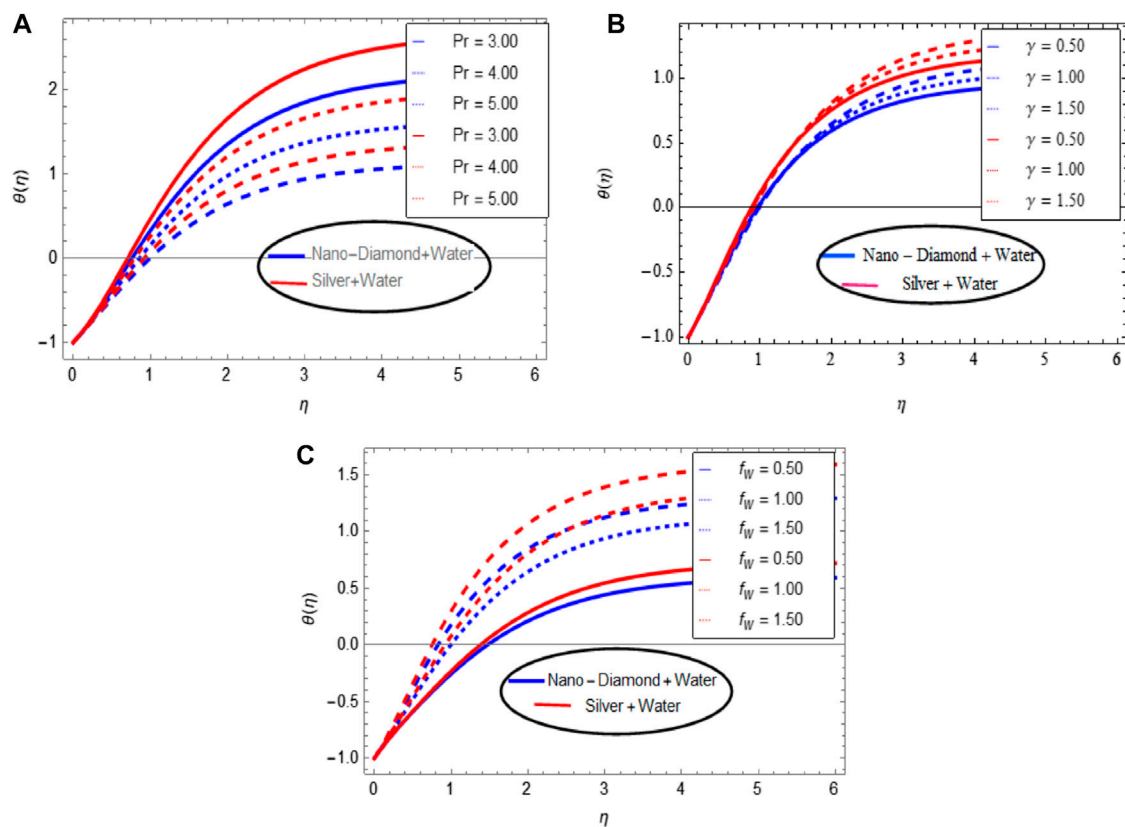 A
2
1
0
−1
θ(η)
0 1 2 3 4 5 6
η
Pr = 3.00
Pr = 4.00
Pr = 5.00
Pr = 3.00
Pr = 4.00
Pr = 5.00
Nano−Diamond+Water
Silver+Water
B
1.0
0.5
0.0
−0.5
−1.0
θ(η)
0 1 2 3 4 5 6
η
γ = 0.50
γ = 1.00
γ = 1.50
γ = 0.50
γ = 1.00
γ = 1.50
Nano − Diamond + Water
Silver + Water
C
1.5
1.0
0.5
0.0
−0.5
−1.0
θ(η)
0 1 2 3 4 5 6
η
f_W = 0.50
f_W = 1.00
f_W = 1.50
f_W = 0.50
f_W = 1.00
f_W = 1.50
Nano − Diamond + Water
Silver + Water